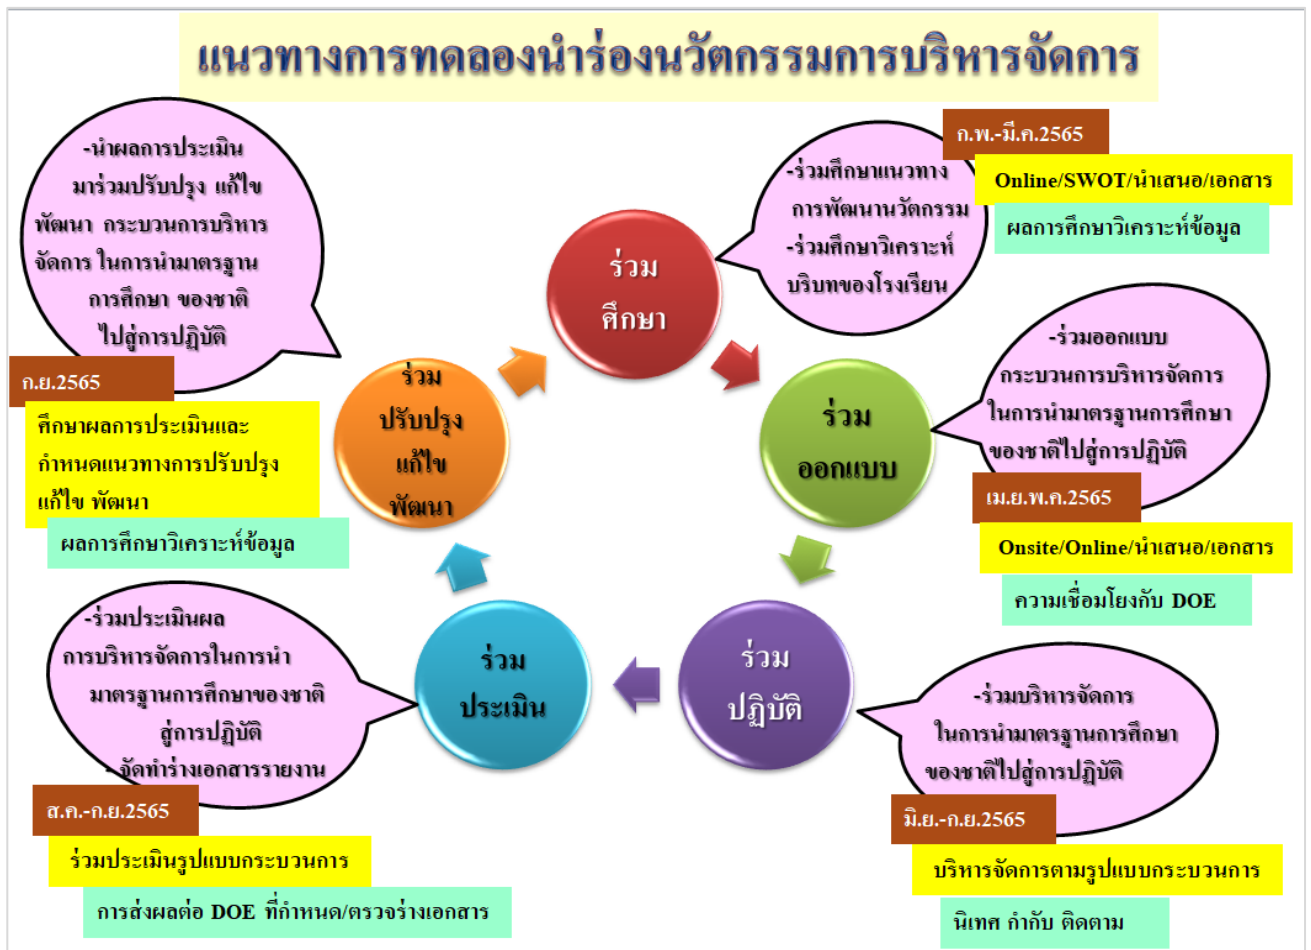 แนวทางการทดลองนำร่องนวัตกรรมการบริหารจัดการ
ร่วม
ศึกษา
-ร่วมศึกษาแนวทาง
การพัฒนานวัตกรรม
-ร่วมศึกษาวิเคราะห์
บริบทของโรงเรียน
ก.พ.-มี.ค.2565
Online/SWOT/นำเสนอ/เอกสาร
ผลการศึกษาวิเคราะห์ข้อมูล
ร่วม
ออกแบบ
-ร่วมออกแบบ
กระบวนการบริหารจัดการ
ในการนำมาตรฐานการศึกษา
ของชาติไปสู่การปฏิบัติ
เม.ย.พ.ค.2565
Onsite/Online/นำเสนอ/เอกสาร
ความเชื่อมโยงกับ DOE
ร่วม
ปฏิบัติ
-ร่วมบริหารจัดการ
ในการนำมาตรฐานการศึกษา
ของชาติไปสู่การปฏิบัติ
มิ.ย.-ก.ย.2565
บริหารจัดการตามรูปแบบกระบวนการ
นิเทศ กำกับ ติดตาม
ร่วม
ประเมิน
-ร่วมประเมินผล
การบริหารจัดการในการนำ
มาตรฐานการศึกษาของชาติ
สู่การปฏิบัติ
- จัดทำร่างเอกสารรายงาน
ส.ค.-ก.ย.2565
ร่วมประเมินรูปแบบกระบวนการ
การส่งผลต่อ DOE ที่กำหนด/ตรวจร่างเอกสาร
ร่วม
ปรับปรุง
แก้ไข
พัฒนา
-นำผลการประเมิน
มาร่วมปรับปรุง แก้ไข
พัฒนา กระบวนการบริหาร
จัดการ ในการนำมาตรฐาน
การศึกษา ของชาติ
ไปสู่การปฏิบัติ
ก.ย.2565
ศึกษาผลการประเมินและ
กำหนดแนวทางการปรับปรุง
แก้ไข พัฒนา
ผลการศึกษาวิเคราะห์ข้อมูล